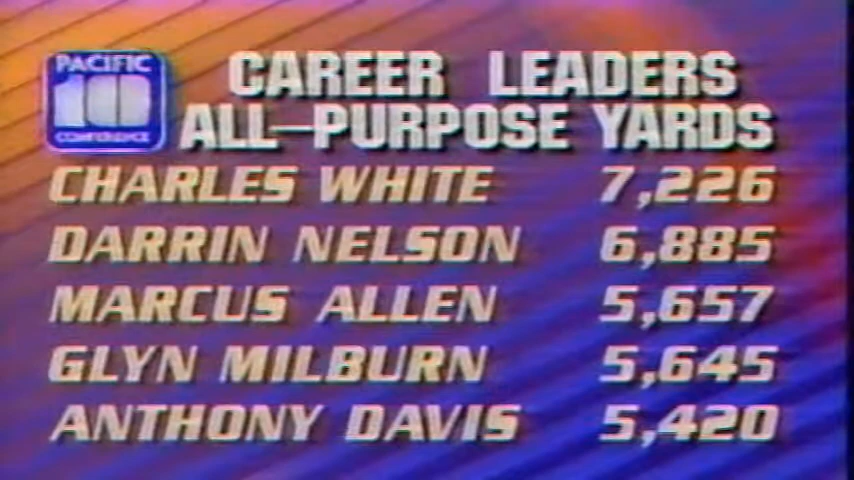 PACIFIC
10
CONFERENCE
CAREER LEADERS
ALL-PURPOSE YARDS
CHARLES WHITE 7,226
DARRIN NELSON 6,885
MARCUS ALLEN 5,657
GLYN MILBURN 5,645
ANTHONY DAVIS 5,420